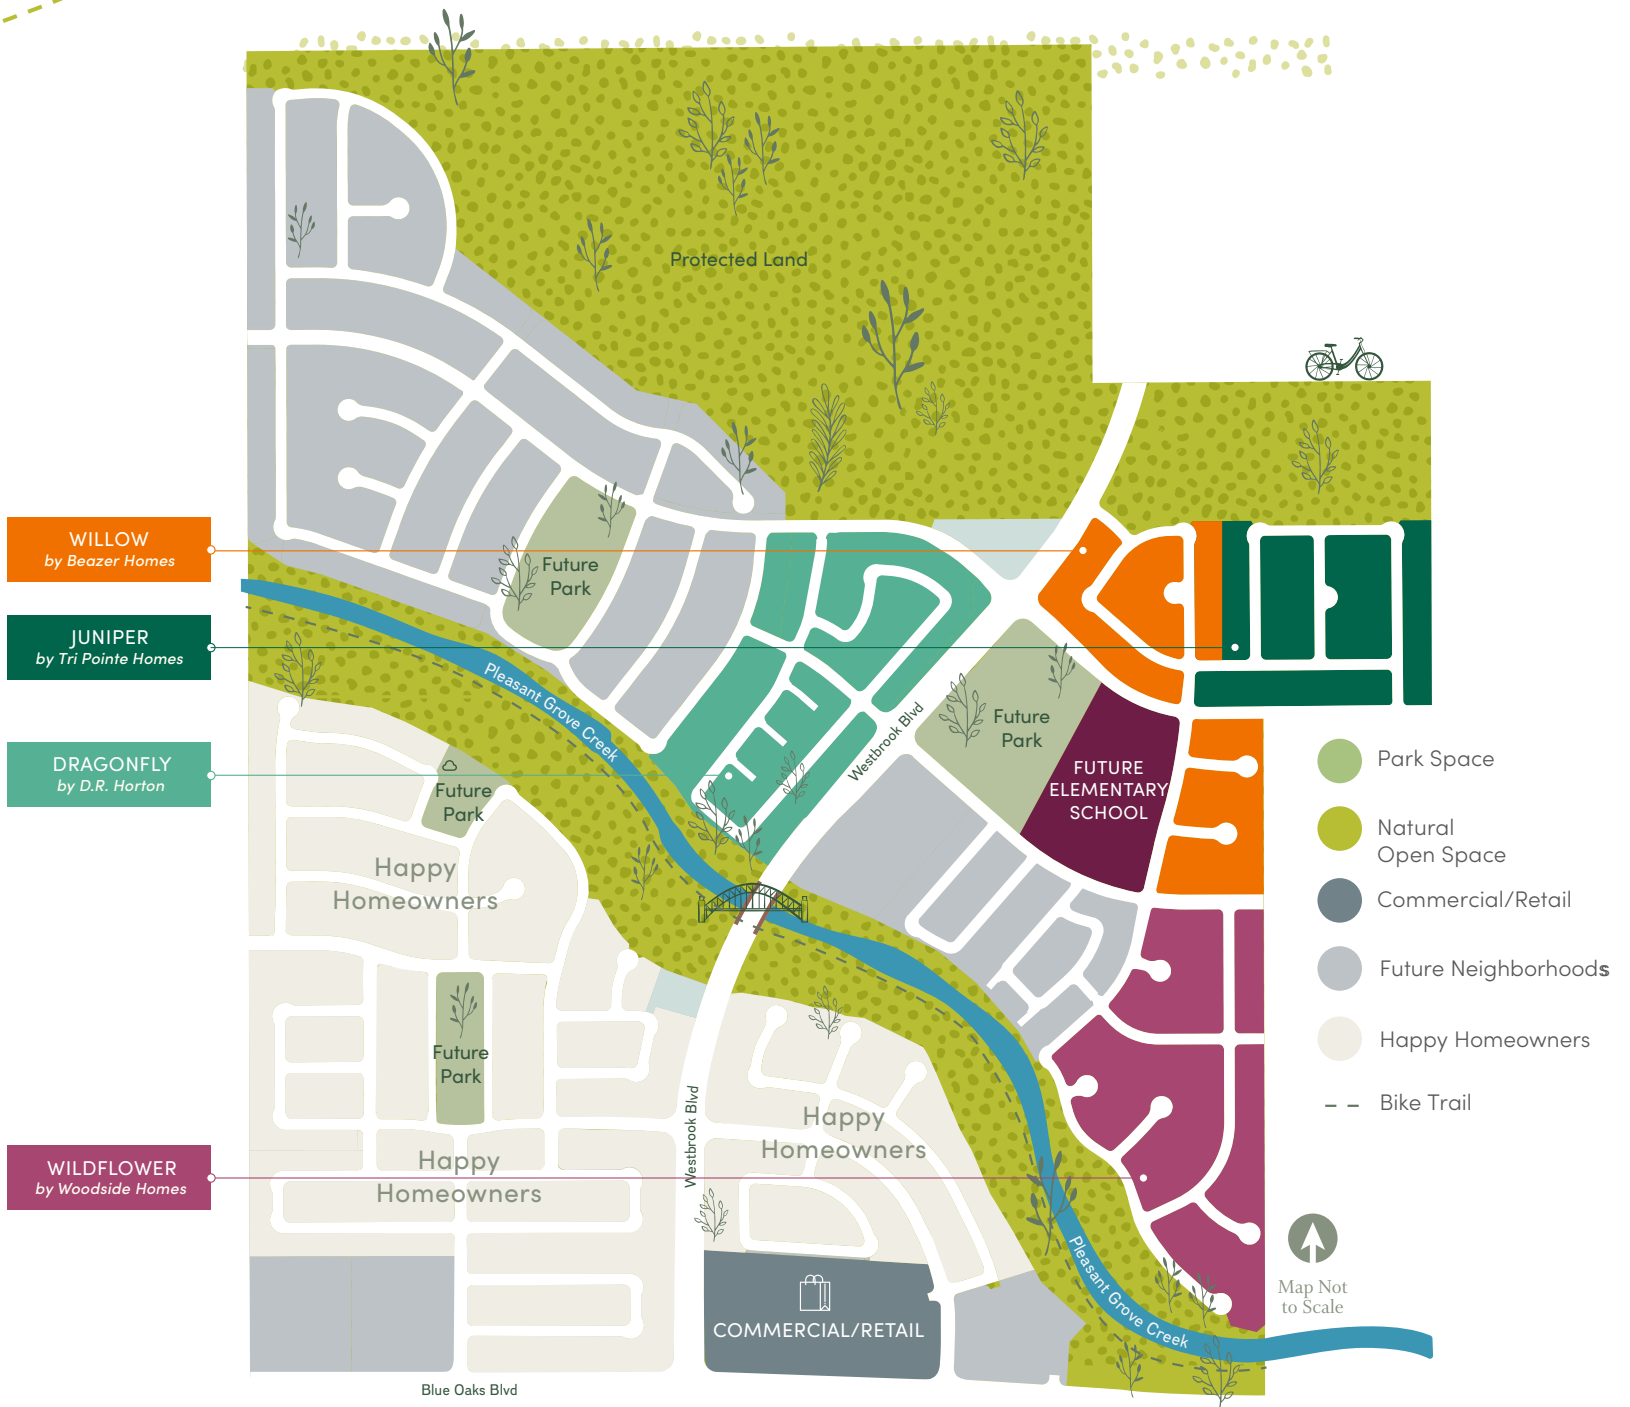 Protected Land
WILLOW
by Beazer Homes
Future
Park
JUNIPER
by Tri Pointe Homes
Pleasant Grove Creek
Westbrook Blvd
Future
Park
DRAGONFLY
by D.R. Horton
Future
Park
FUTURE
ELEMENTARY
SCHOOL
Happy
Homeowners
Future
Park
Happy
Homeowners
Westbrook Blvd
Happy
Homeowners
WILDFLOWER
by Woodside Homes
Pleasant Grove Creek
COMMERCIAL/RETAIL
Blue Oaks Blvd
Park Space
Natural
Open Space
Commercial/Retail
Future Neighborhoods
Happy Homeowners
Bike Trail
Map Not
to Scale